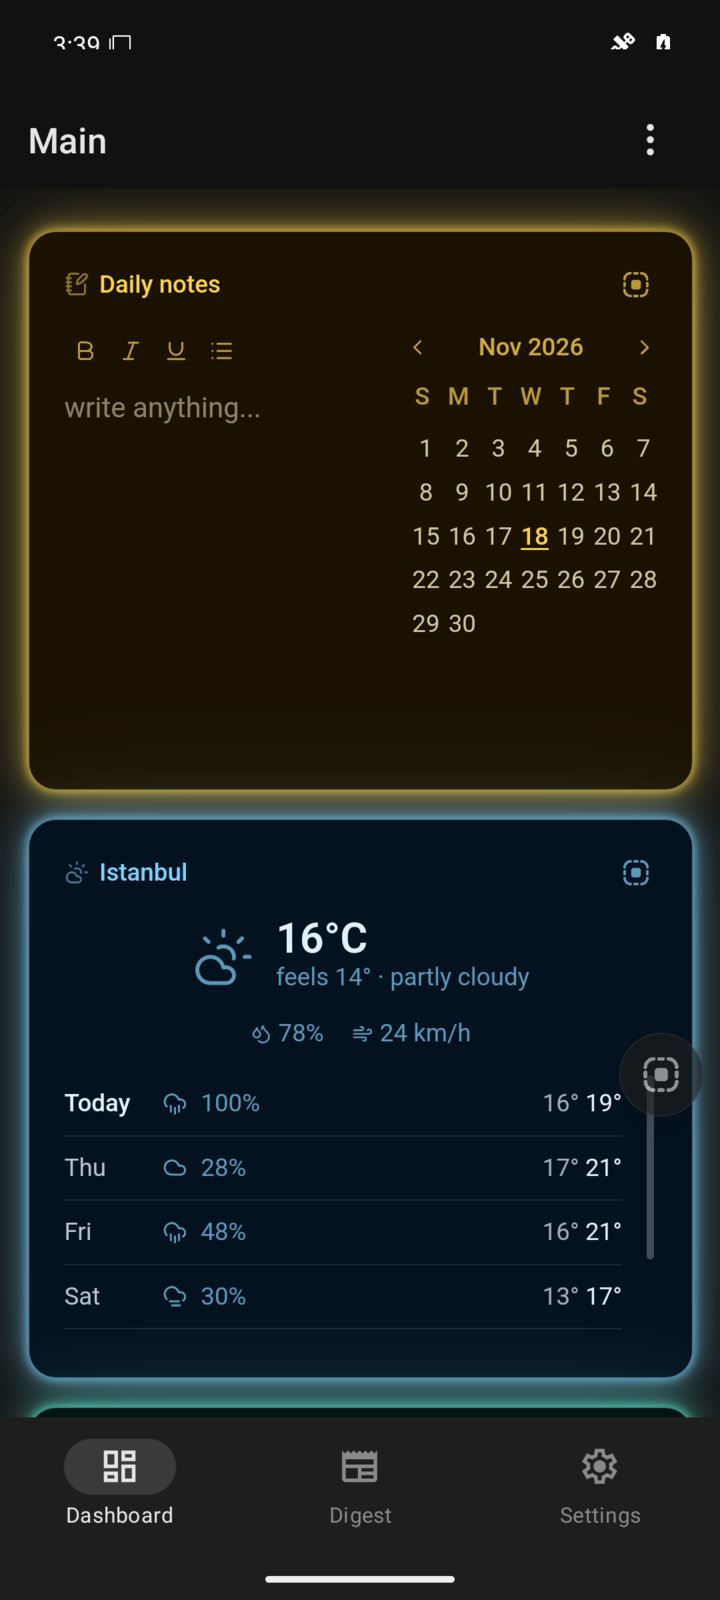 3:39
Main
Daily notes
B I U
write anything...
Nov 2026
S M T W T F S
1 2 3 4 5 6 7
8 9 10 11 12 13 14
15 16 17 18 19 20 21
22 23 24 25 26 27 28
29 30
Istanbul
16°C
feels 14° · partly cloudy
78% 24 km/h
Today 100% 16° 19°
Thu 28% 17° 21°
Fri 48% 16° 21°
Sat 30% 13° 17°
Dashboard Digest Settings